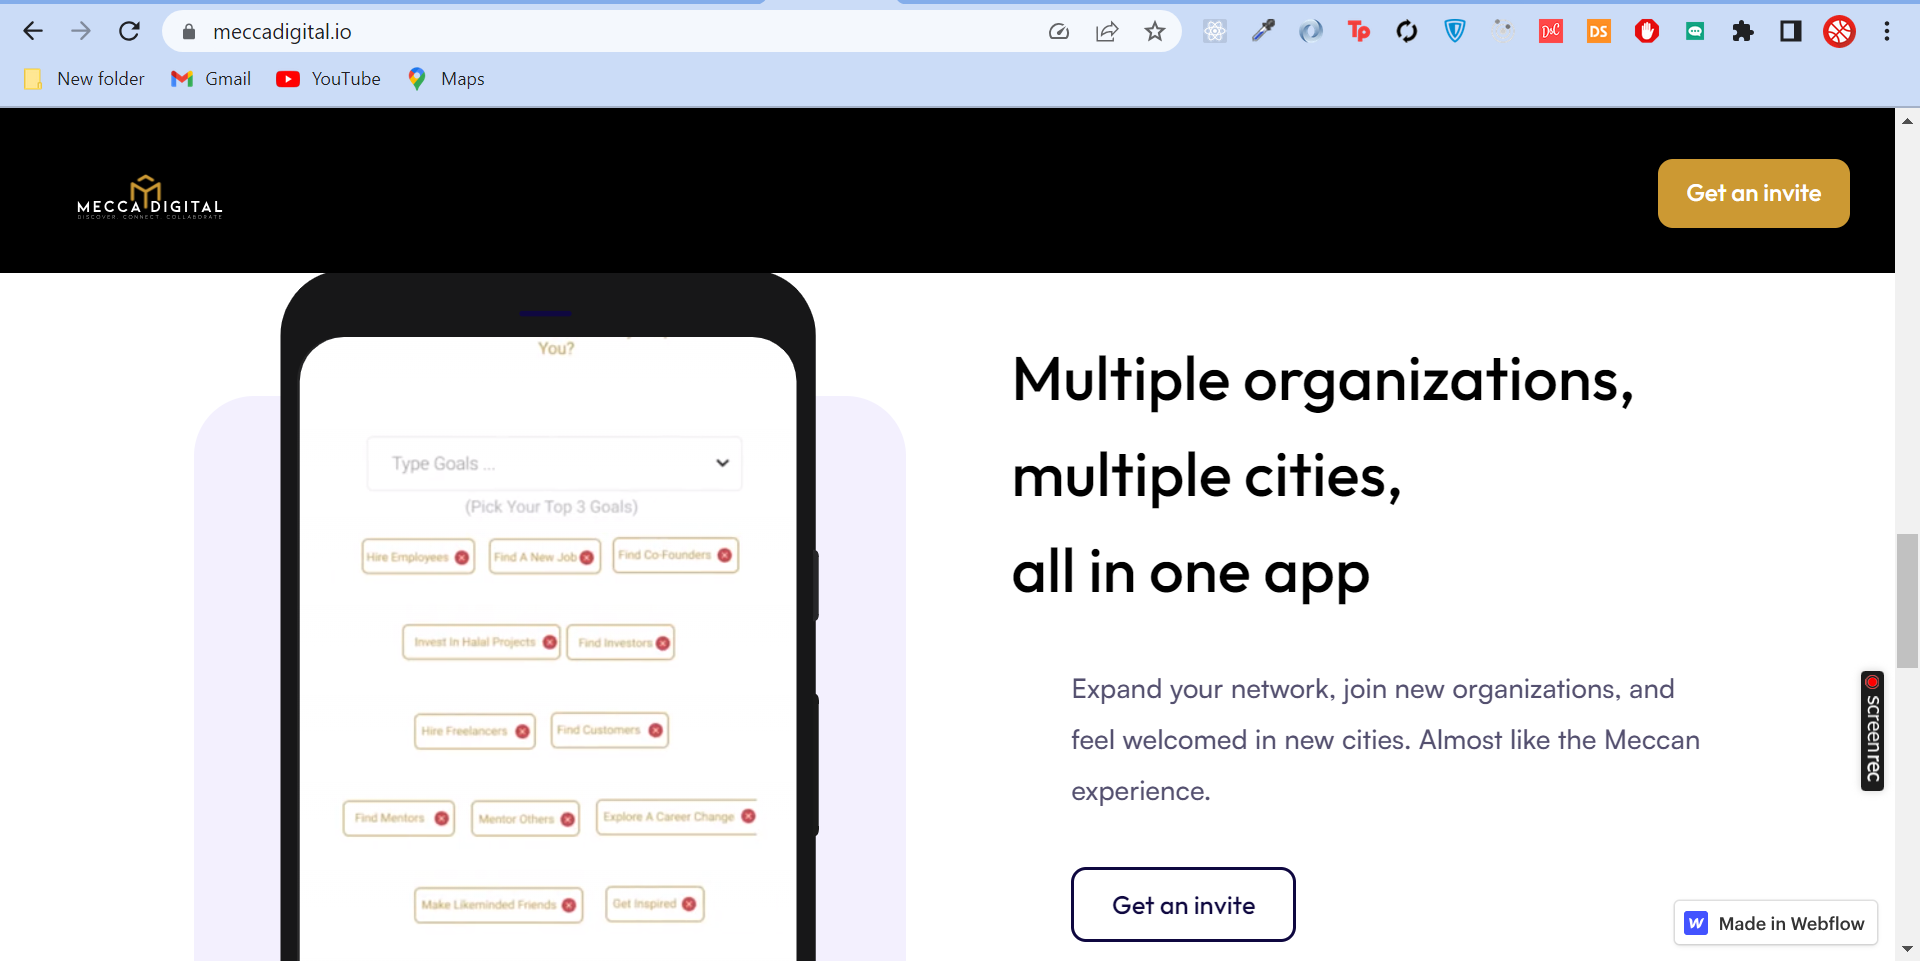 meccadigital.io
Tp
D&C
DS
New folder
Gmail
YouTube
Maps
MECCA DIGITAL
DISCOVER. CONNECT. COLLABORATE
Get an invite
You?
Type Goals ...
(Pick Your Top 3 Goals)
Hire Employees
Find A New Job
Find Co-Founders
Invest In Halal Projects
Find Investors
Hire Freelancers
Find Customers
Find Mentors
Mentor Others
Explore A Career Change
Make Likeminded Friends
Get Inspired
Multiple organizations,
multiple cities,
all in one app
Expand your network, join new organizations, and
feel welcomed in new cities. Almost like the Meccan
experience.
Get an invite
screenrec
Made in Webflow